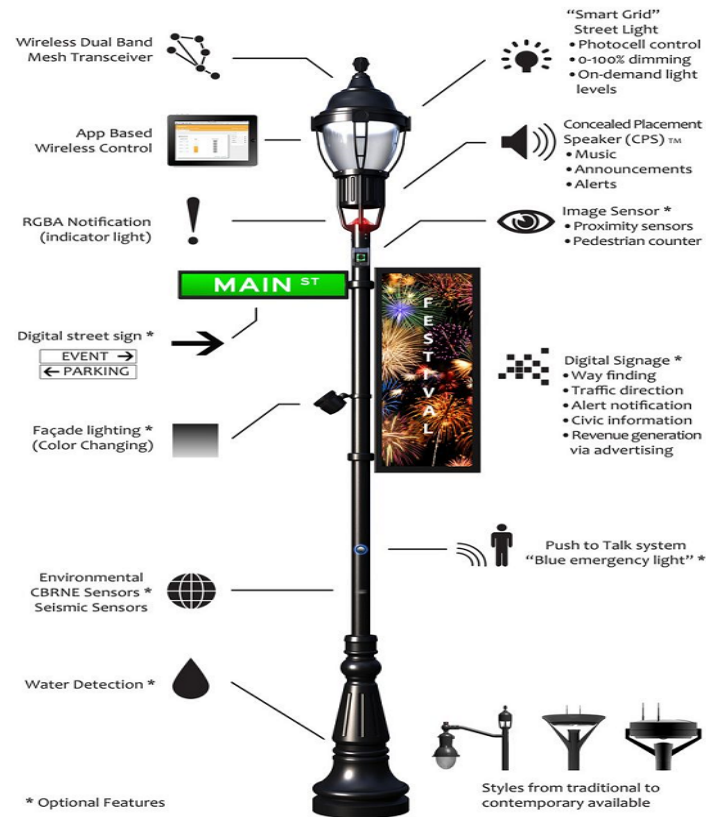 Wireless Dual Band
Mesh Transceiver
App Based
Wireless Control
RGBA Notification
(indicator light)
MAIN ST
Digital street sign *
EVENT →
← PARKING
Façade lighting *
(Color Changing)
Environmental
CBRNE Sensors *
Seismic Sensors
Water Detection *
* Optional Features
“Smart Grid”
Street Light
• Photocell control
• 0-100% dimming
• On-demand light
levels
Concealed Placement
Speaker (CPS) TM
• Music
• Announcements
• Alerts
Image Sensor *
• Proximity sensors
• Pedestrian counter
FESTIVAL
Digital Signage *
• Way finding
• Traffic direction
• Alert notification
• Civic information
• Revenue generation
via advertising
Push to Talk system
“Blue emergency light” *
Styles from traditional to
contemporary available